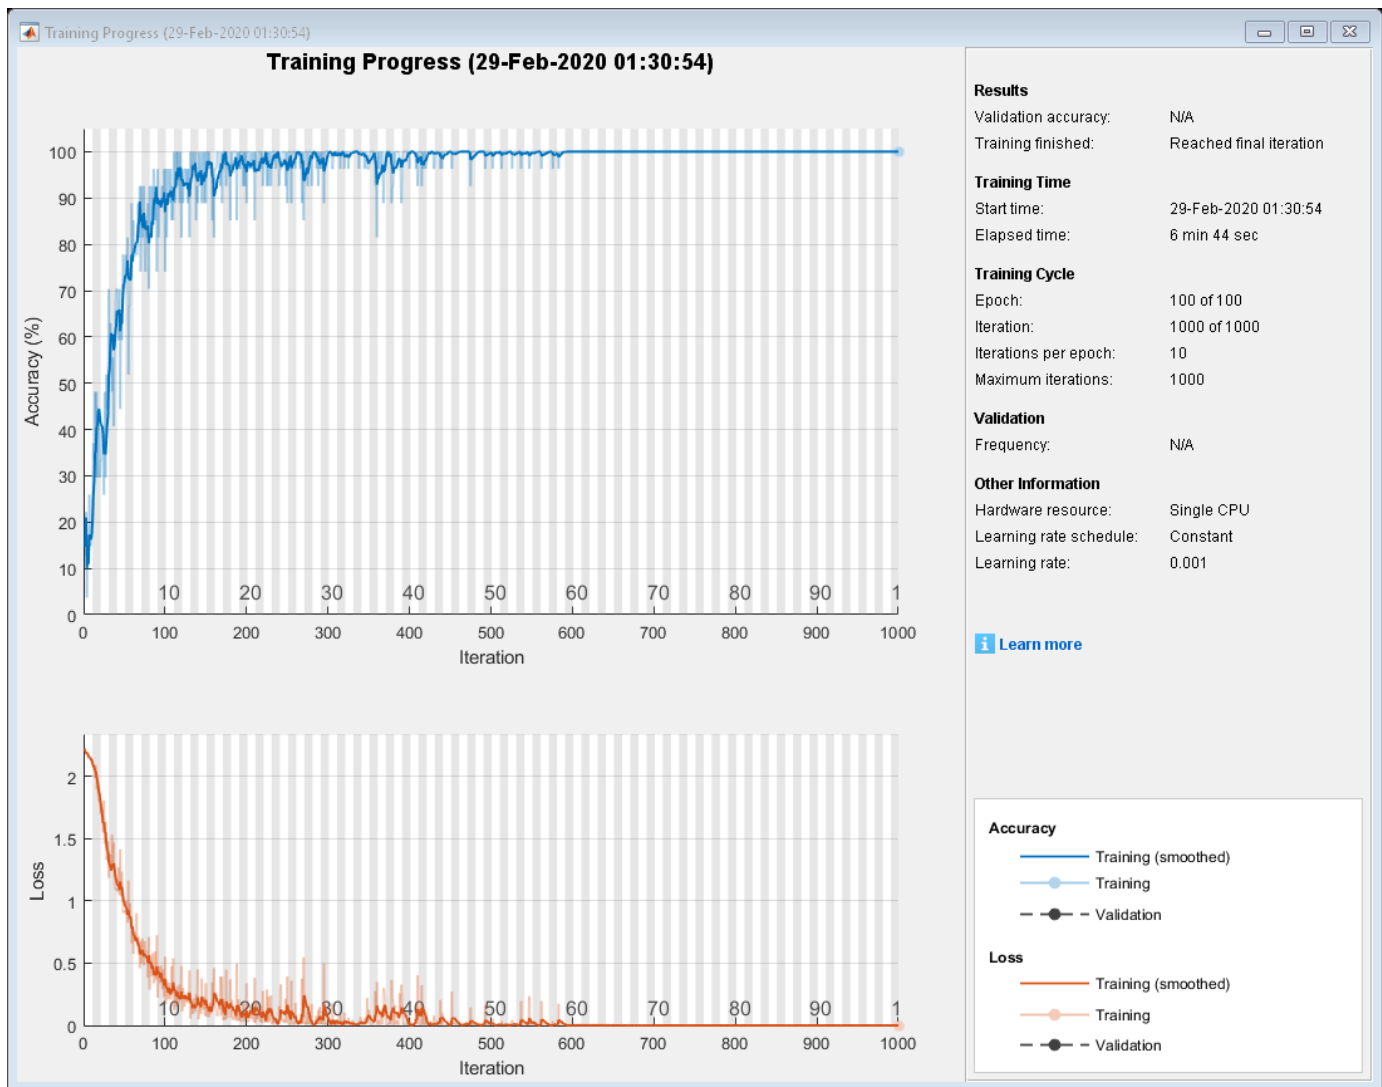 Training Progress (29-Feb-2020 01:30:54)
Training Progress (29-Feb-2020 01:30:54)
Accuracy (%)
100
90
80
70
60
50
40
30
20
10
0
10 20 30 40 50 60 70 80 90 1
0 100 200 300 400 500 600 700 800 900 1000
Iteration
Loss
2
1.5
1
0.5
0
10 20 30 40 50 60 70 80 90 1
0 100 200 300 400 500 600 700 800 900 1000
Iteration
Results
Validation accuracy: N/A
Training finished: Reached final iteration
Training Time
Start time: 29-Feb-2020 01:30:54
Elapsed time: 6 min 44 sec
Training Cycle
Epoch: 100 of 100
Iteration: 1000 of 1000
Iterations per epoch: 10
Maximum iterations: 1000
Validation
Frequency: N/A
Other Information
Hardware resource: Single CPU
Learning rate schedule: Constant
Learning rate: 0.001
i Learn more
Accuracy
Training (smoothed)
Training
Validation
Loss
Training (smoothed)
Training
Validation